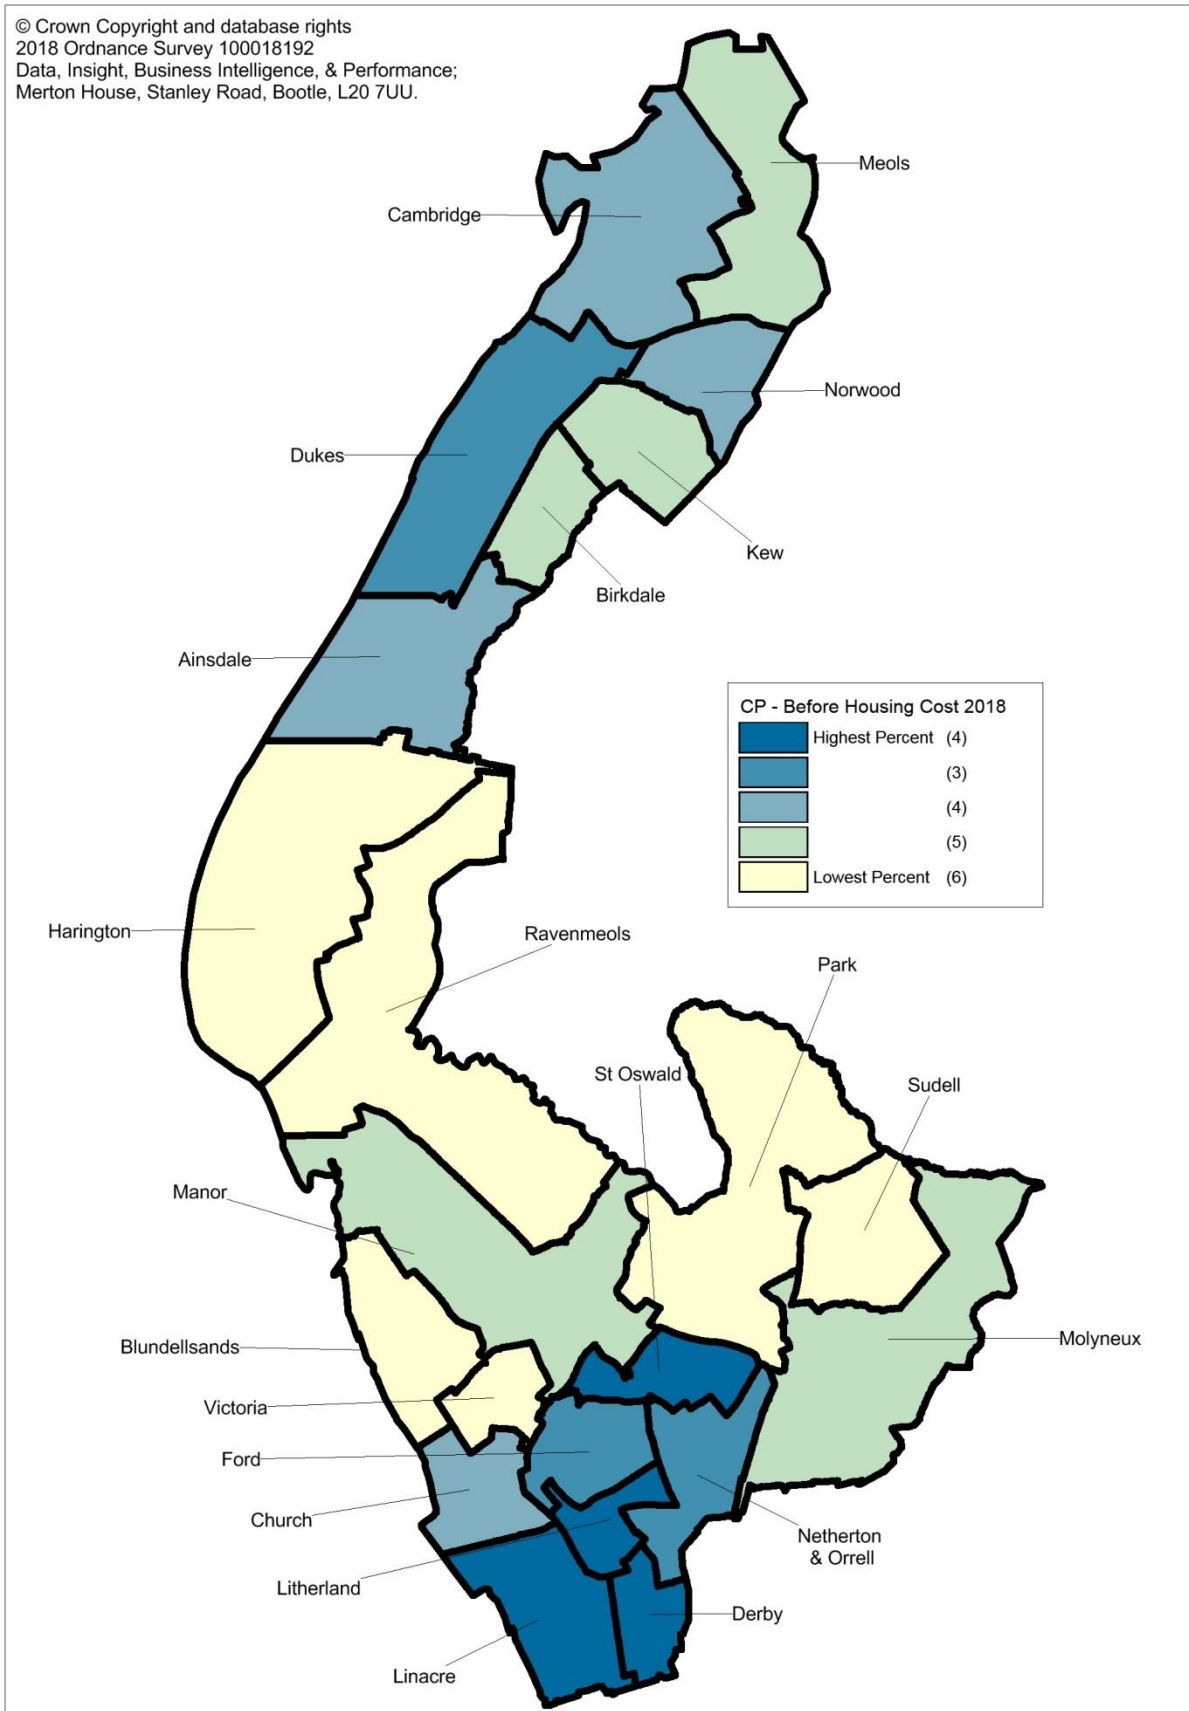 © Crown Copyright and database rights
2018 Ordnance Survey 100018192
Data, Insight, Business Intelligence, & Performance;
Merton House, Stanley Road, Bootle, L20 7UU.
Meols
Cambridge
Norwood
Dukes
Kew
Birkdale
Ainsdale
CP - Before Housing Cost 2018
Highest Percent (4)
(3)
(4)
(5)
Lowest Percent (6)
Harington
Ravenmeols
Park
St Oswald
Sudell
Manor
Molyneux
Blundellsands
Victoria
Ford
Church
Netherton
& Orrell
Litherland
Derby
Linacre